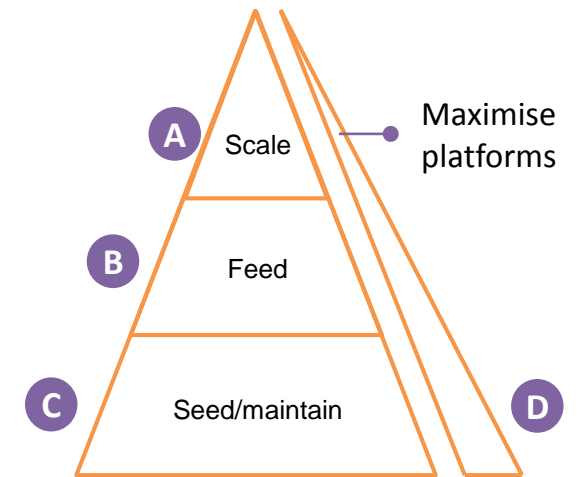 A
Scale
Maximise
platforms
B
Feed
C
Seed/maintain
D